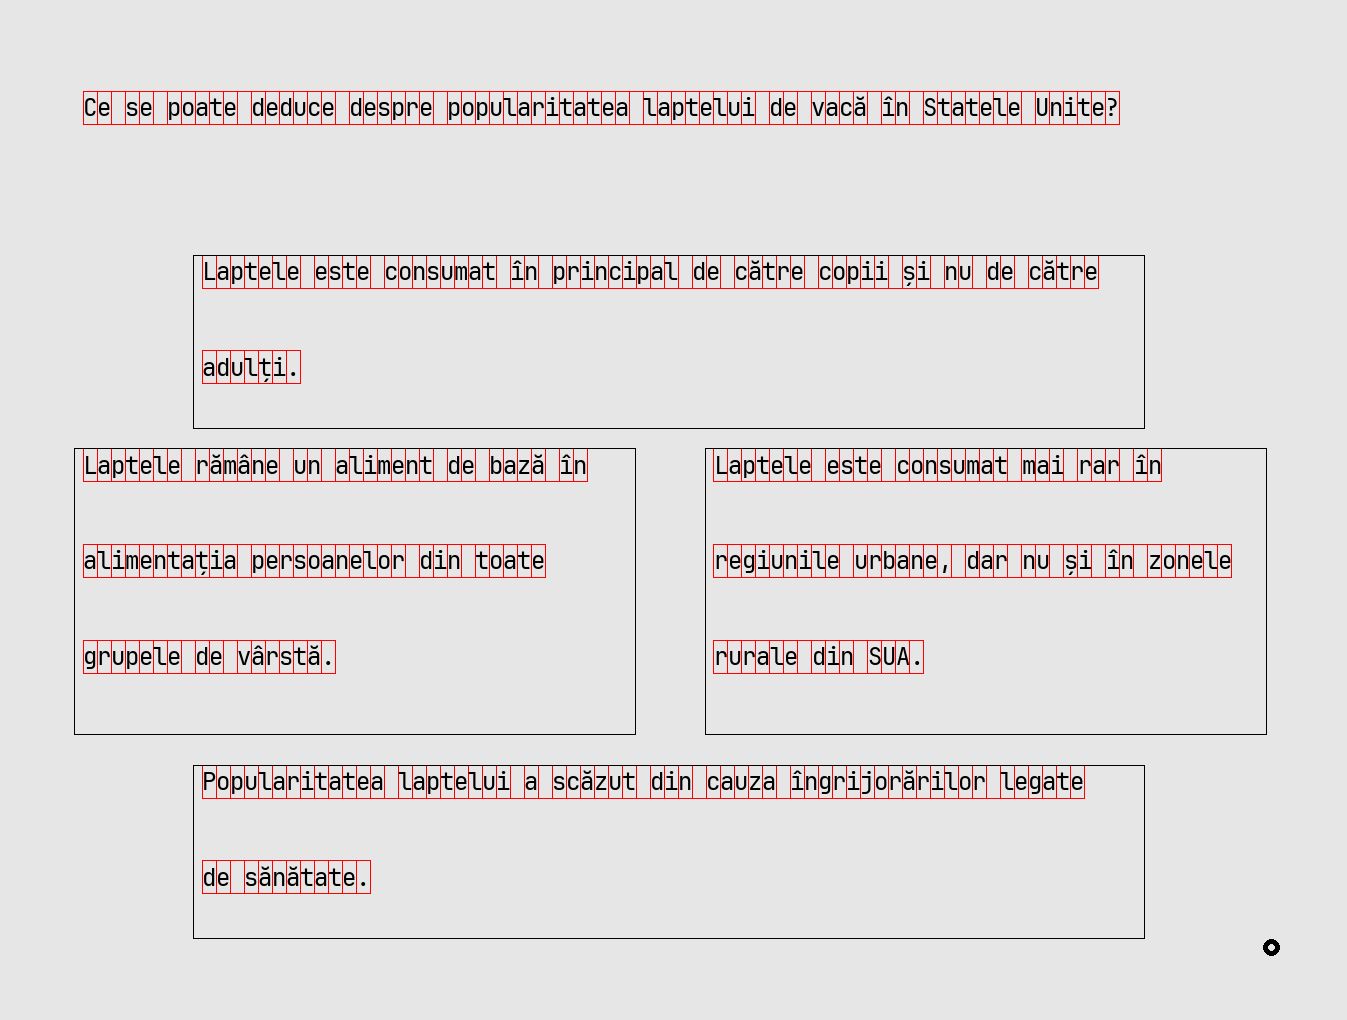 Ce se poate deduce despre popularitatea laptelui de vacă în Statele Unite?
Laptele este consumat în principal de către copii și nu de către
adulți.
Laptele rămâne un aliment de bază în
alimentația persoanelor din toate
grupele de vârstă.
Laptele este consumat mai rar în
regiunile urbane, dar nu și în zonele
rurale din SUA.
Popularitatea laptelui a scăzut din cauza îngrijorărilor legate
de sănătate.